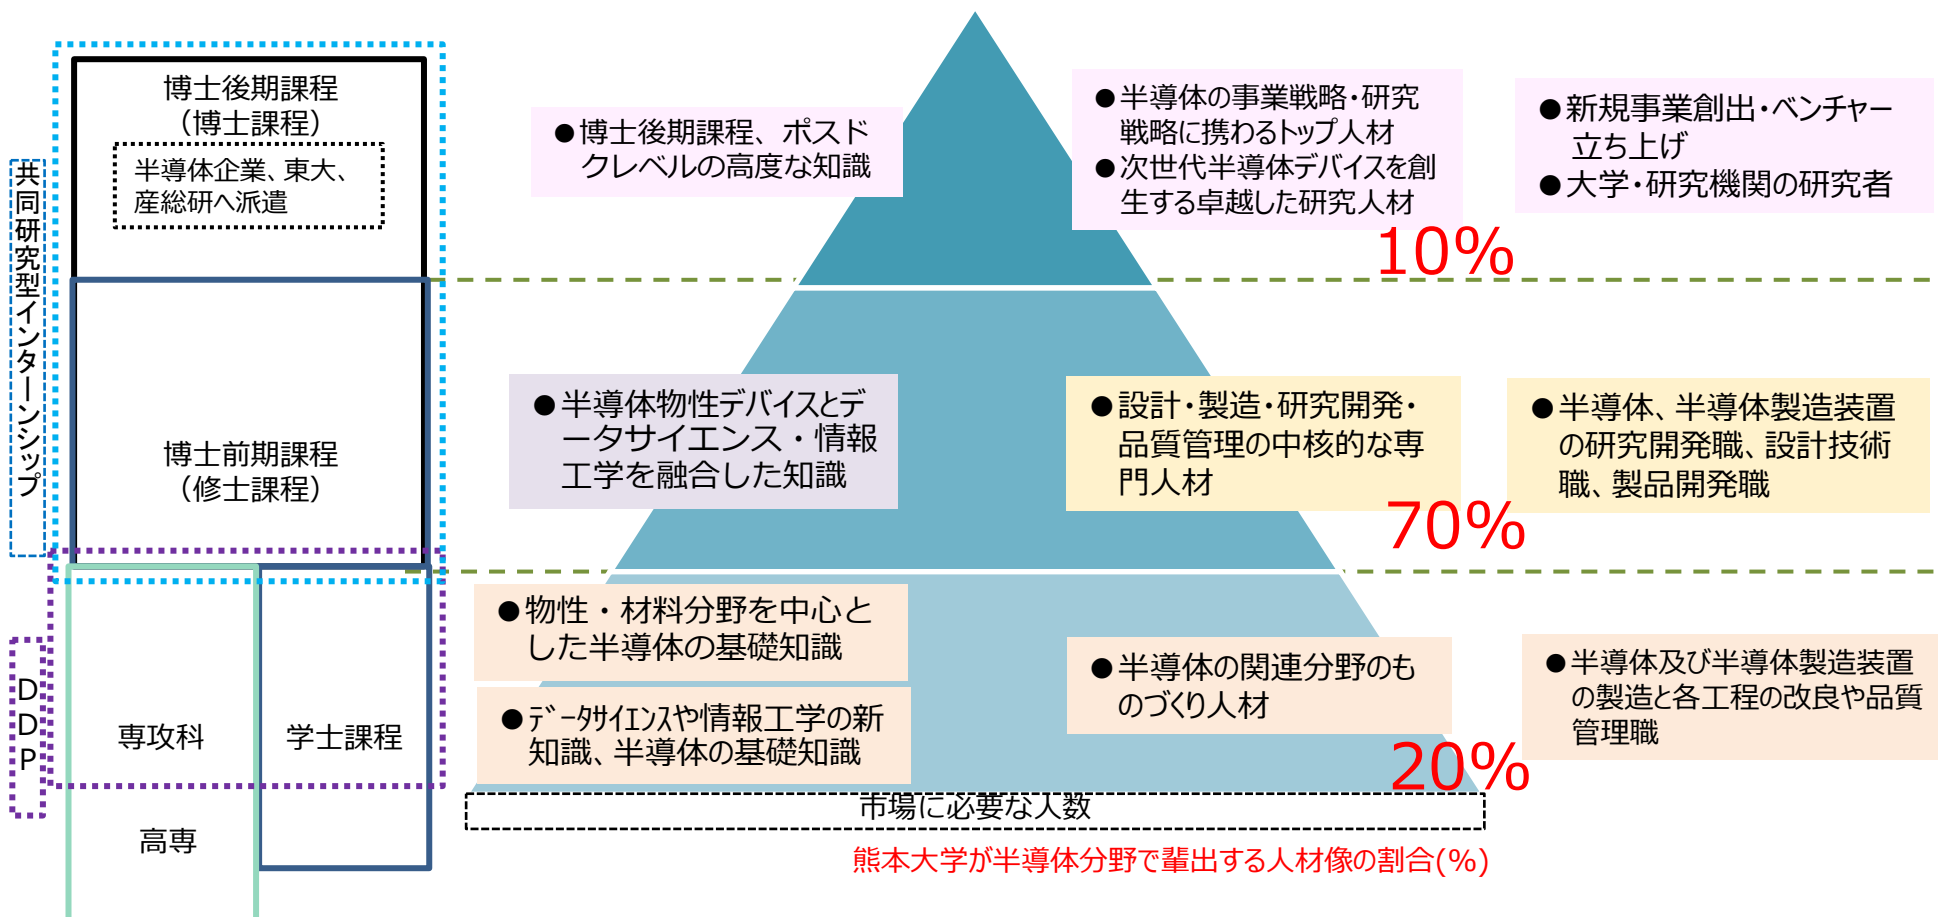 共同研究型インターンシップ
博士後期課程
（博士課程）
半導体企業、東大、
産総研へ派遣
●博士後期課程、ポスド
クレベルの高度な知識
●半導体の事業戦略・研究
戦略に携わるトップ人材
●次世代半導体デバイスを創
生する卓越した研究人材
●新規事業創出・ベンチャー
立ち上げ
●大学・研究機関の研究者
10%
博士前期課程
（修士課程）
●半導体物性デバイスとデ
ータサイエンス・情報
工学を融合した知識
●設計・製造・研究開発・
品質管理の中核的な専
門人材
●半導体、半導体製造装置
の研究開発職、設計技術
職、製品開発職
70%
DDP
専攻科
学士課程
高専
●物性・材料分野を中心と
した半導体の基礎知識
●ﾃﾞｰﾀｻｲｴﾝｽや情報工学の新
知識、半導体の基礎知識
●半導体の関連分野のも
のづくり人材
●半導体及び半導体製造装置
の製造と各工程の改良や品質
管理職
20%
市場に必要な人数
熊本大学が半導体分野で輩出する人材像の割合(%)